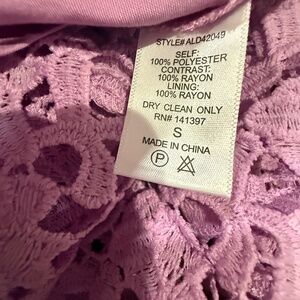 STYLE# ALD42049
SELF:
100% POLYESTER
CONTRAST:
100% RAYON
LINING:
100% RAYON
DRY CLEAN ONLY
RN# 141397
S
MADE IN CHINA
P